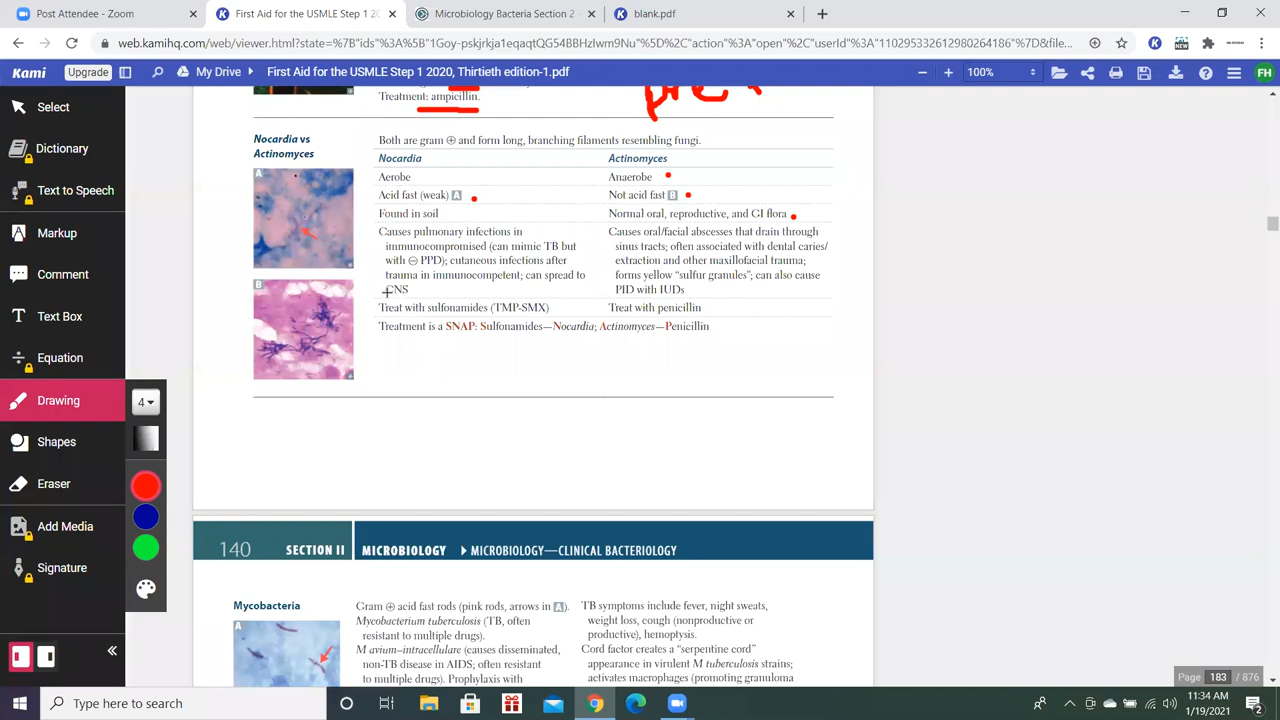 Post Attendee - Zoom
First Aid for the USMLE Step 1 20
Microbiology Bacteria Section 2 -
blank.pdf
web.kamihq.com/web/viewer.html?state=%7B"ids"%3A%5B"1Goy-pskjrkja1eqaqtQG54BBHzIwm9Nu"%5D%2C"action"%3A"open"%2C"userId"%3A"110295332612980264186"%7D&file...
Kami
Upgrade
My Drive
First Aid for the USMLE Step 1 2020, Thirtieth edition-1.pdf
100%
FH
Select
Dictionary
Text to Speech
Markup
Comment
Text Box
Equation
Drawing
Shapes
Eraser
Add Media
Signature
4
Treatment: ampicillin.
Nocardia vs
Actinomyces
Both are gram ⊕ and form long, branching filaments resembling fungi.
Nocardia
Actinomyces
Aerobe
Anaerobe
Acid fast (weak) A
Not acid fast B
Found in soil
Normal oral, reproductive, and GI flora
Causes pulmonary infections in
immunocompromised (can mimic TB but
with ⊖ PPD); cutaneous infections after
trauma in immunocompetent; can spread to
CNS
Causes oral/facial abscesses that drain through
sinus tracts; often associated with dental caries/
extraction and other maxillofacial trauma;
forms yellow “sulfur granules”; can also cause
PID with IUDs
Treat with sulfonamides (TMP-SMX)
Treat with penicillin
Treatment is a SNAP: Sulfonamides—Nocardia; Actinomyces—Penicillin
A
B
140
SECTION II
MICROBIOLOGY
MICROBIOLOGY—CLINICAL BACTERIOLOGY
Mycobacteria
A
Gram ⊕ acid fast rods (pink rods, arrows in A).
Mycobacterium tuberculosis (TB, often
resistant to multiple drugs).
M avium–intracellulare (causes disseminated,
non-TB disease in AIDS; often resistant
to multiple drugs). Prophylaxis with
TB symptoms include fever, night sweats,
weight loss, cough (nonproductive or
productive), hemoptysis.
Cord factor creates a “serpentine cord”
appearance in virulent M tuberculosis strains;
activates macrophages (promoting granuloma
Page 183 / 876
Type here to search
11:34 AM
1/19/2021
2